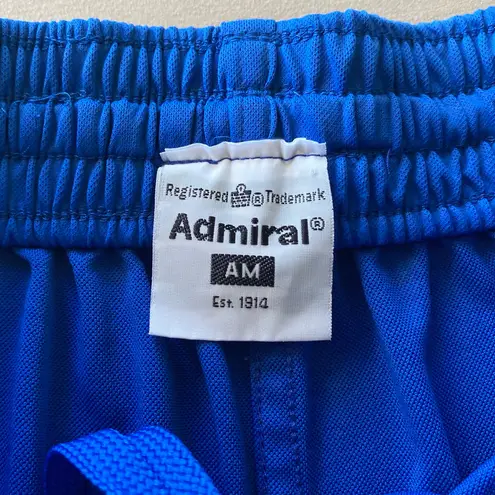 Registered ® Trademark
Admiral®
AM
Est. 1914